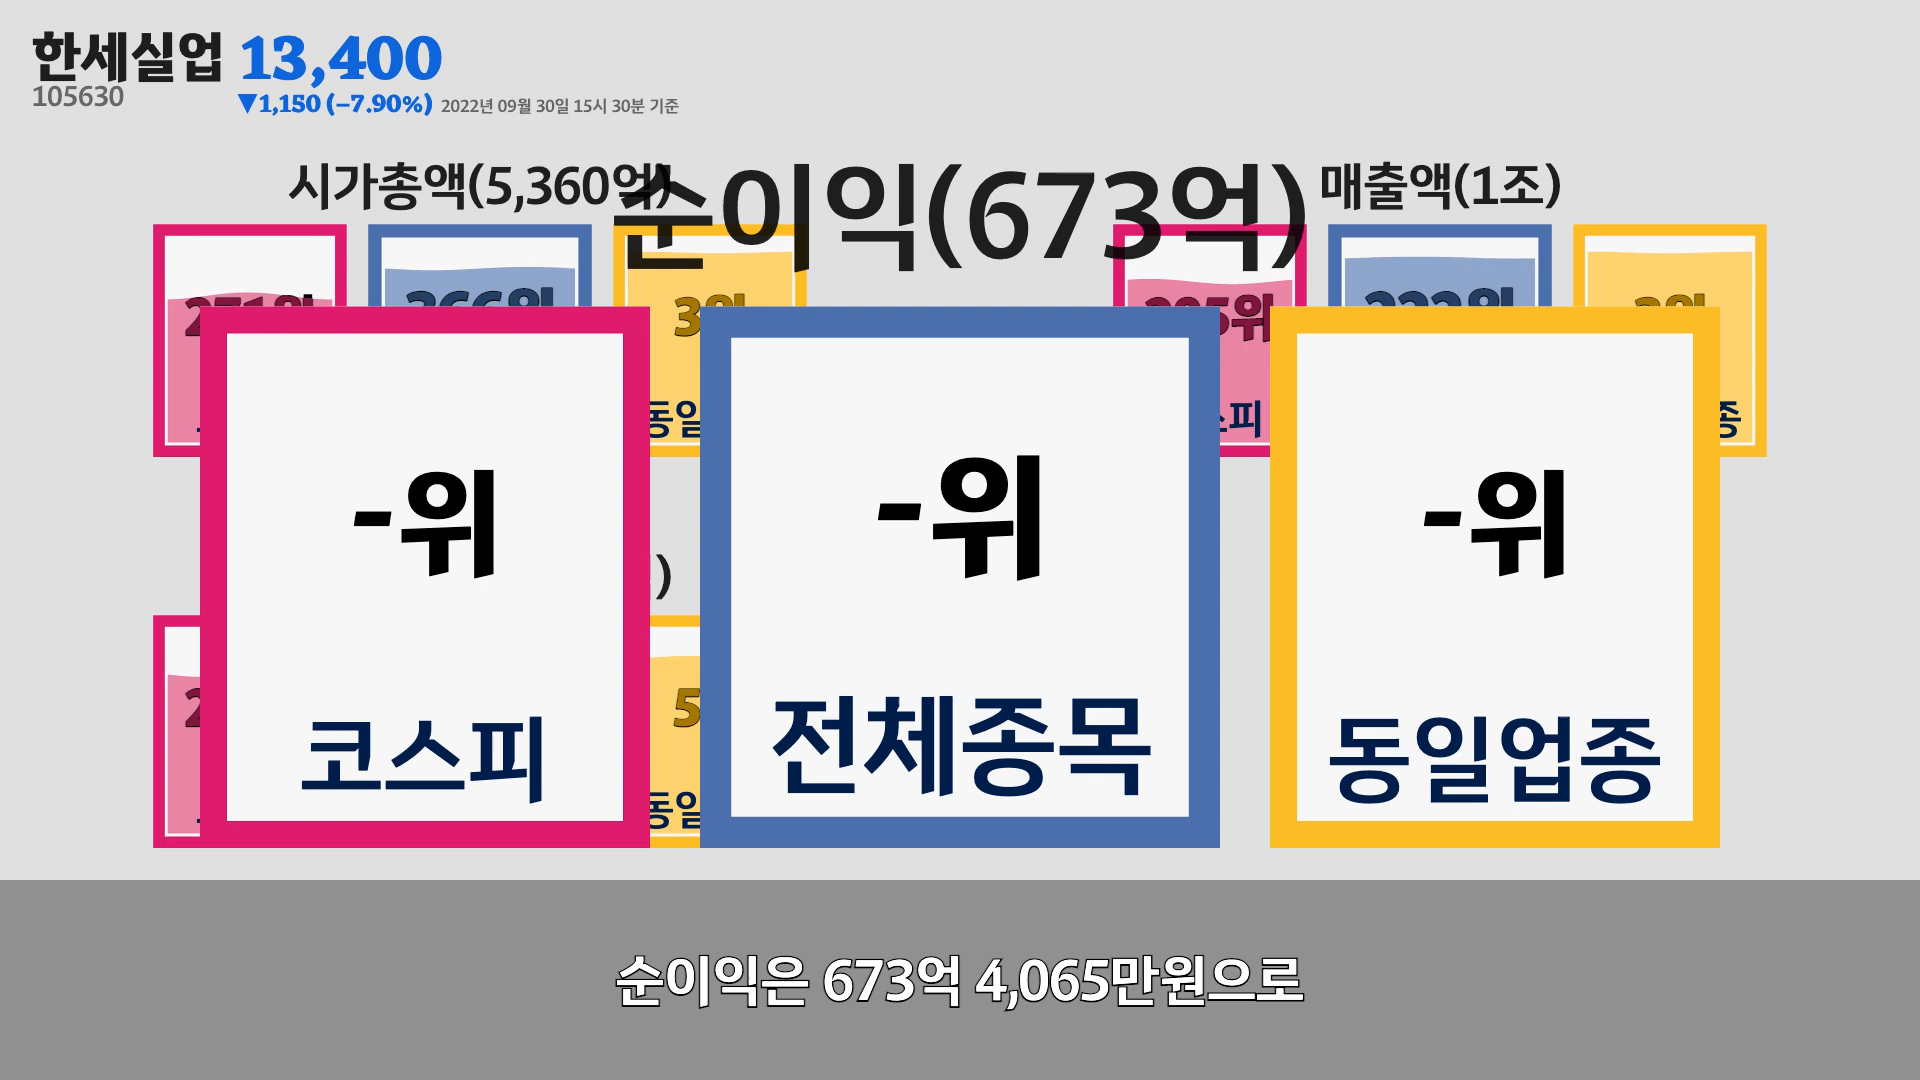 한세실업 13,400
105630
▼1,150 (−7.90%) 2022년 09월 30일 15시 30분 기준
시가총액(5,360억)
순이익(673억)
매출액(1조)
-위
-위
-위
코스피
전체종목
동일업종
순이익은 673억 4,065만원으로